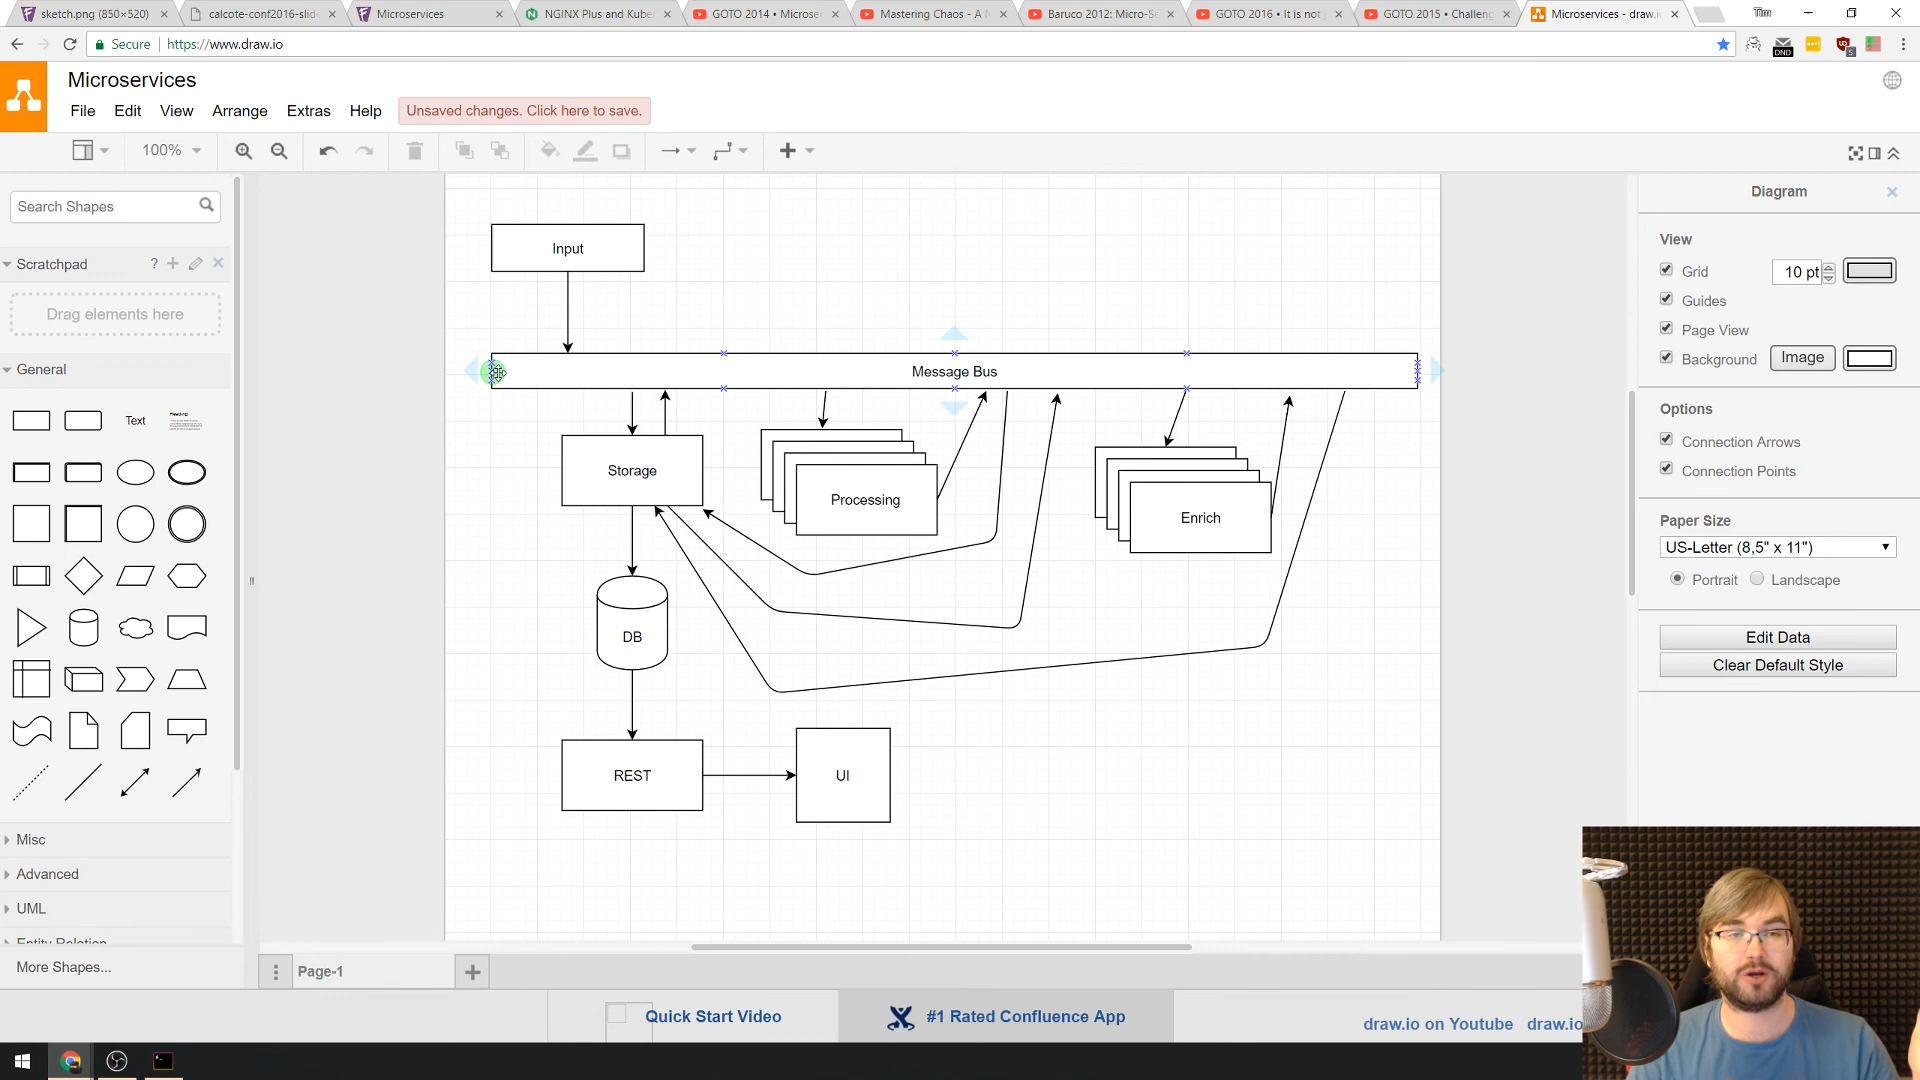 sketch.png (850×520)
calcote-conf2016-slid
Microservices
NGINX Plus and Kube
GOTO 2014 • Microse
Mastering Chaos - A N
Baruco 2012: Micro-Se
GOTO 2016 • It is not
GOTO 2015 • Challeng
Microservices - draw.i
Tim
Secure
https://www.draw.io
DND
5
Microservices
File
Edit
View
Arrange
Extras
Help
Unsaved changes. Click here to save.
100%
Search Shapes
Scratchpad
?
Drag elements here
General
Text
Heading
Misc
Advanced
UML
Entity Relation
More Shapes...
Input
Message Bus
Storage
Processing
Enrich
DB
REST
UI
Diagram
View
Grid
10 pt
Guides
Page View
Background
Image
Options
Connection Arrows
Connection Points
Paper Size
US-Letter (8,5" x 11")
Portrait
Landscape
Edit Data
Clear Default Style
Page-1
Quick Start Video
#1 Rated Confluence App
draw.io on Youtube
draw.io